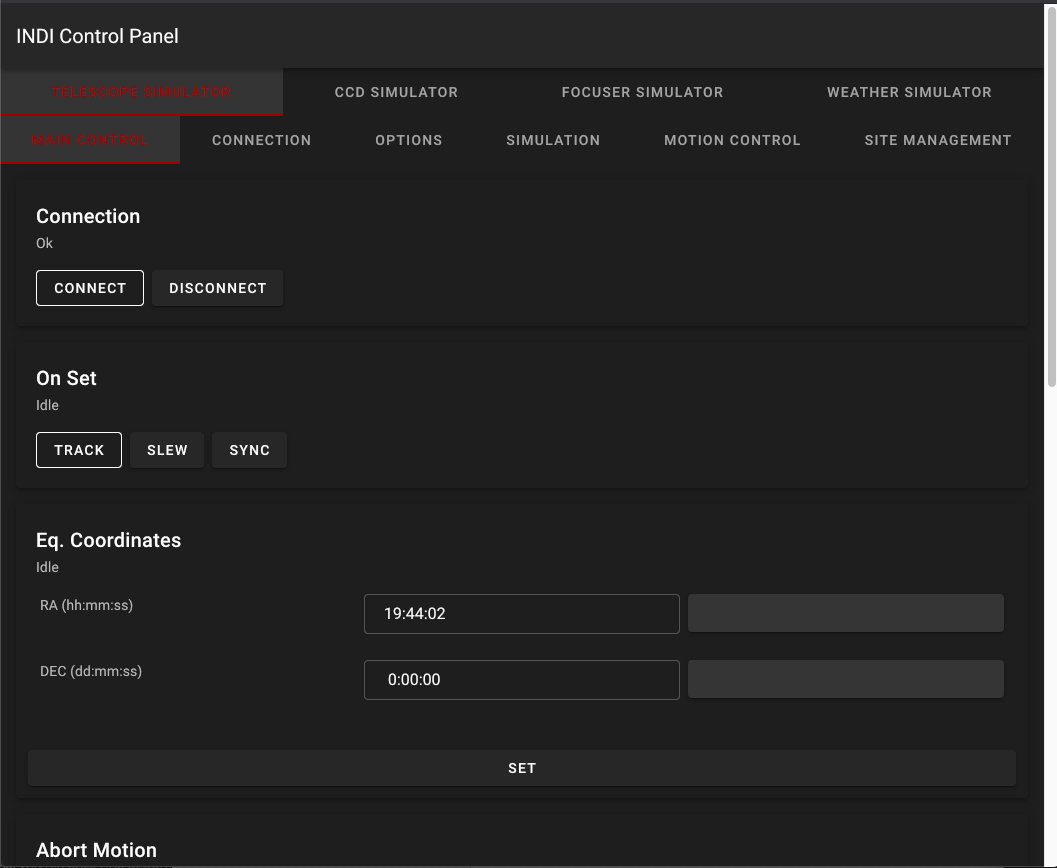 INDI Control Panel
TELESCOPE SIMULATOR CCD SIMULATOR FOCUSER SIMULATOR WEATHER SIMULATOR
MAIN CONTROL CONNECTION OPTIONS SIMULATION MOTION CONTROL SITE MANAGEMENT
Connection
Ok
CONNECT DISCONNECT
On Set
Idle
TRACK SLEW SYNC
Eq. Coordinates
Idle
RA (hh:mm:ss) 19:44:02
DEC (dd:mm:ss) 0:00:00
SET
Abort Motion